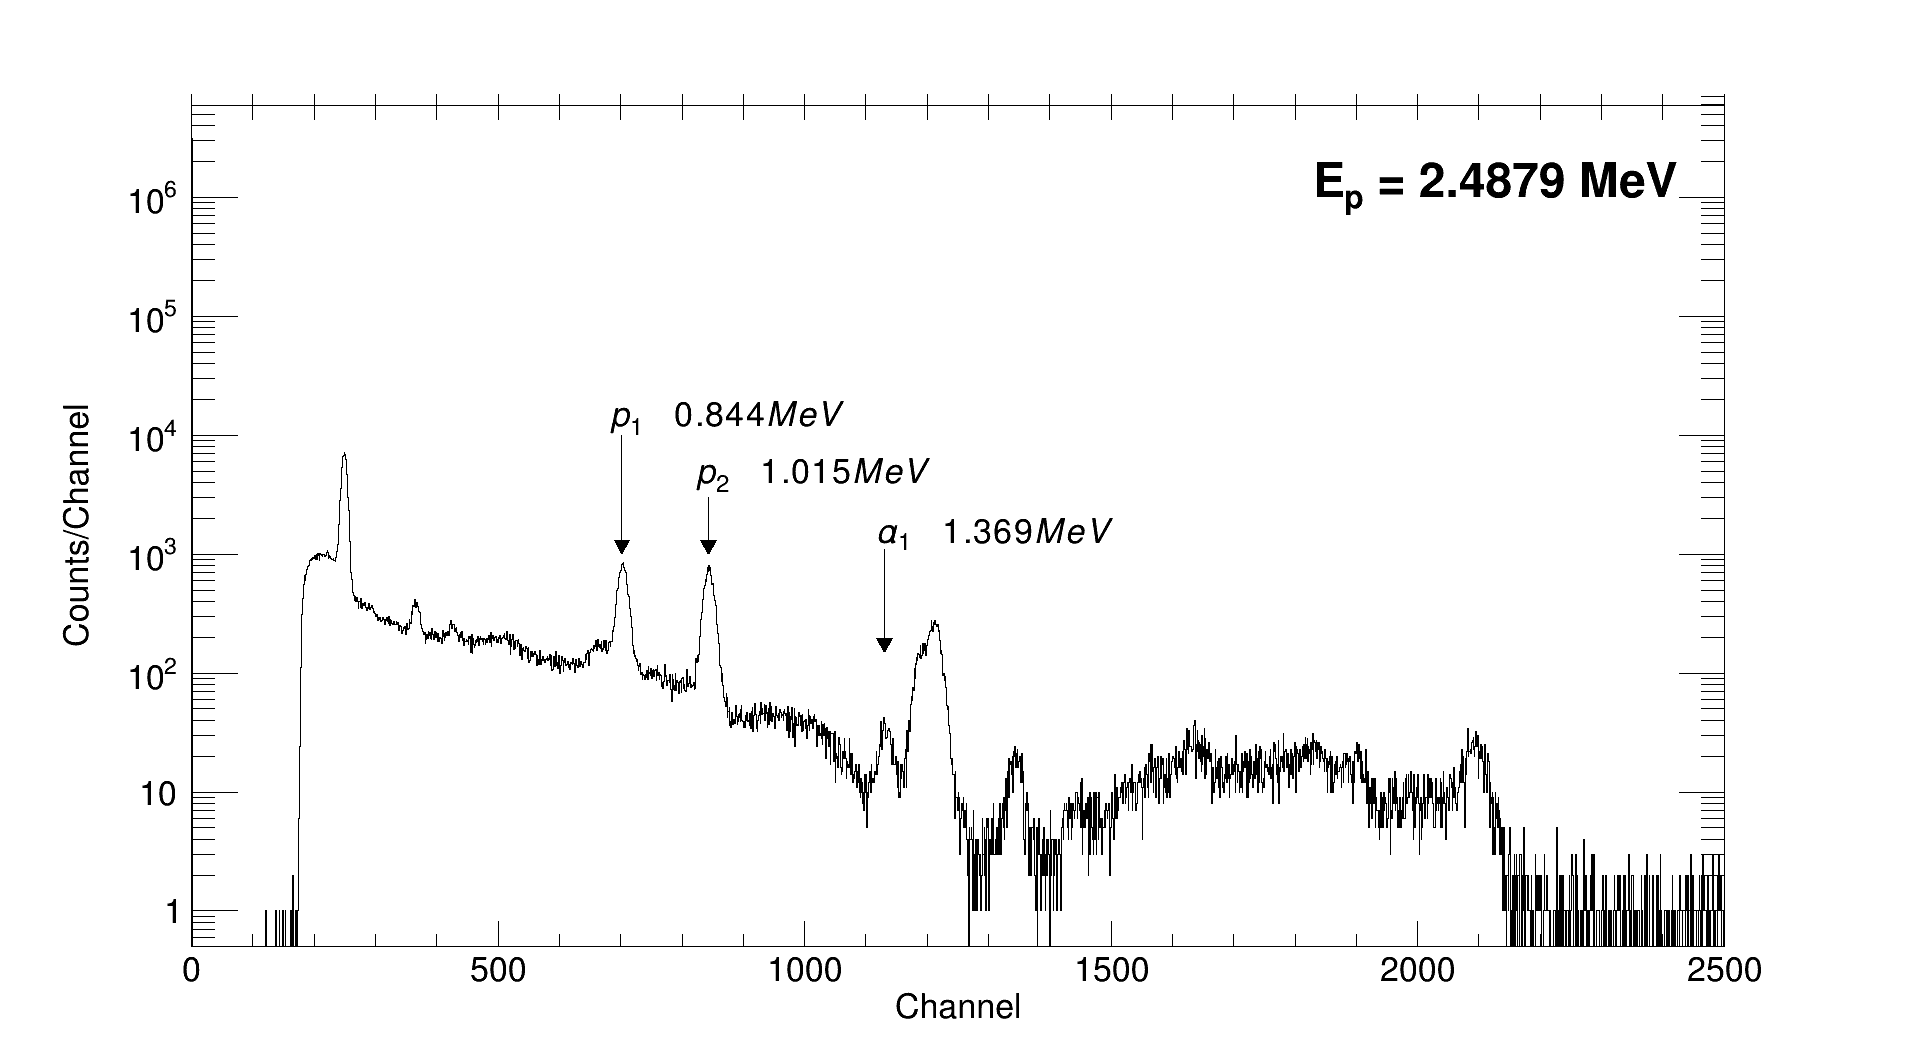 E_p = 2.4879 MeV
10^6
10^5
10^4
10^3
10^2
10
1
Counts/Channel
p_1 0.844MeV
p_2 1.015MeV
α_1 1.369MeV
0 500 1000 1500 2000 2500
Channel